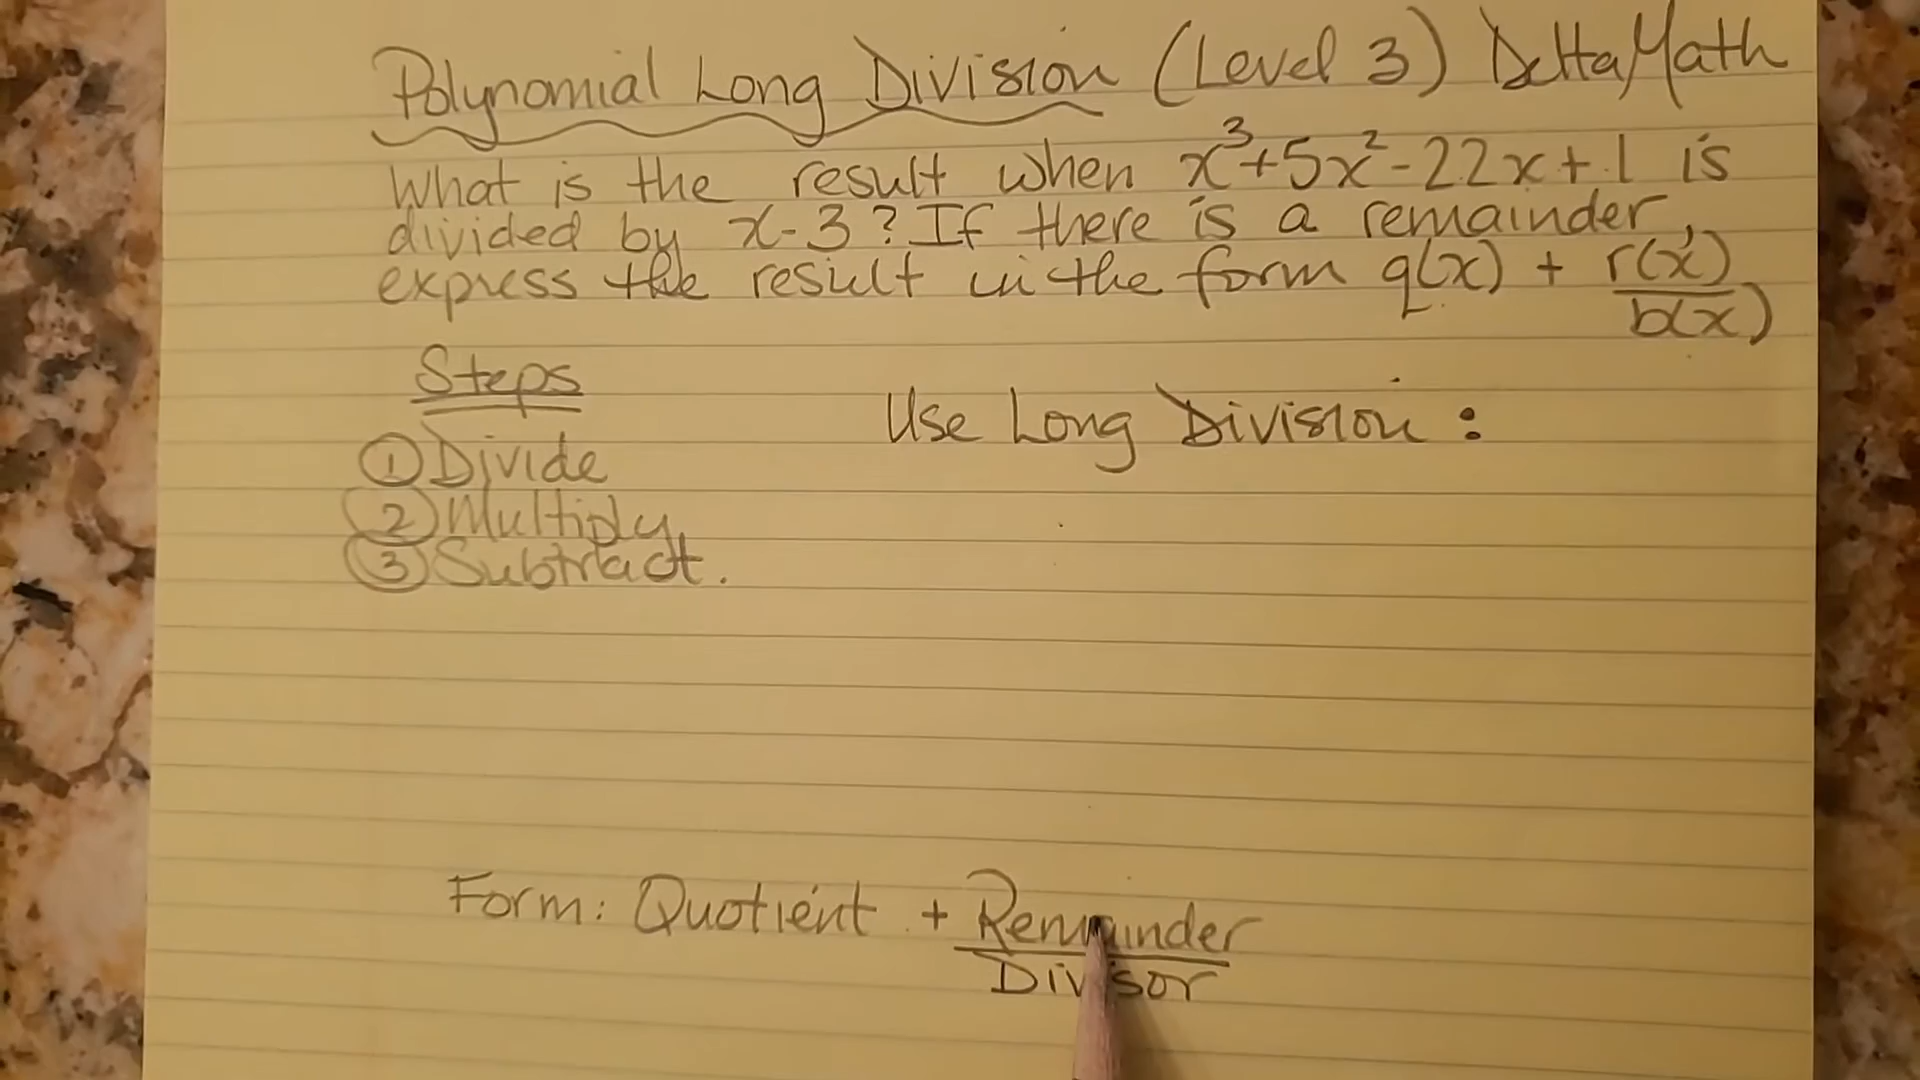 Polynomial Long Division (Level 3) DeltaMath
What is the result when x³+5x²-22x+1 is
divided by x-3? If there is a remainder,
express the result in the form q(x) + r(x)/b(x)
Steps
① Divide
② Multiply
③ Subtract.
Use Long Division:
Form: Quotient + Remainder
Divisor